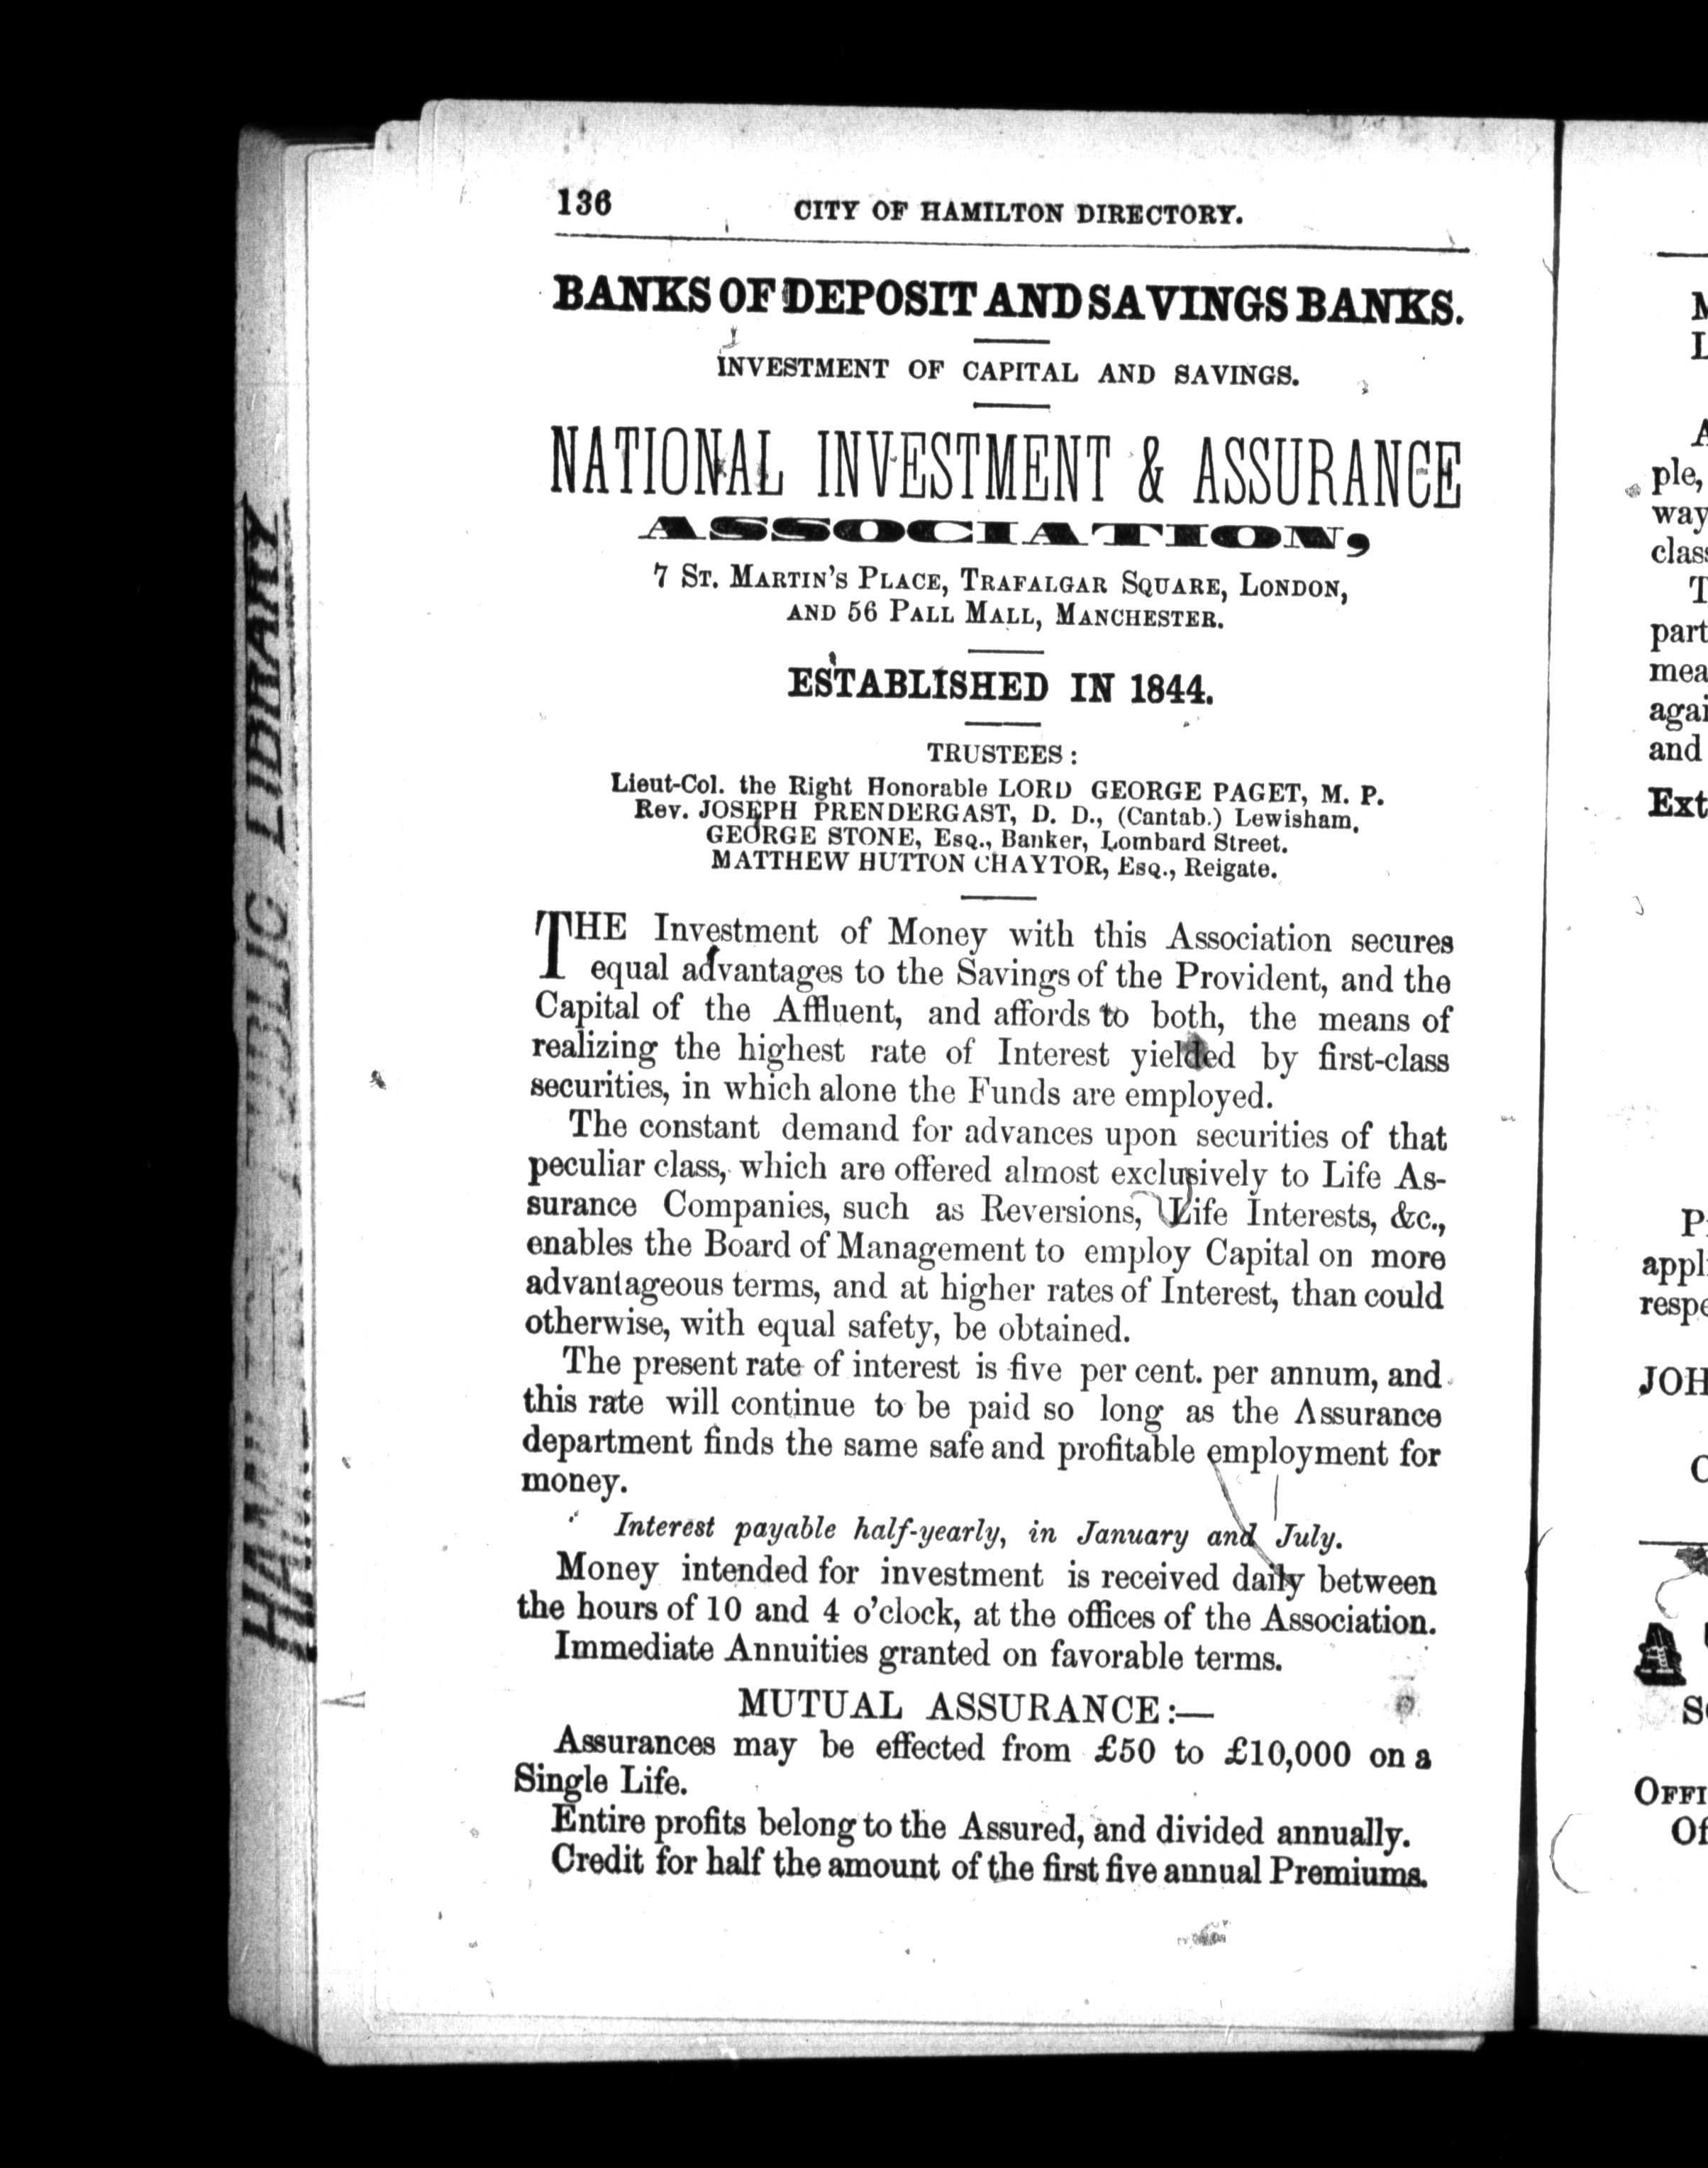 136
CITY OF HAMILTON DIRECTORY.
BANKS OF DEPOSIT AND SAVINGS BANKS.
INVESTMENT OF CAPITAL AND SAVINGS.
NATIONAL INVESTMENT & ASSURANCE
ASSOCIATION,
7 ST. MARTIN'S PLACE, TRAFALGAR SQUARE, LONDON,
AND 56 PALL MALL, MANCHESTER.
ESTABLISHED IN 1844.
TRUSTEES:
Lieut-Col. the Right Honorable LORD GEORGE PAGET, M. P.
Rev. JOSEPH PRENDERGAST, D. D., (Cantab.) Lewisham.
GEORGE STONE, Esq., Banker, Lombard Street.
MATTHEW HUTTON CHAYTOR, Esq., Reigate.
THE Investment of Money with this Association secures
equal advantages to the Savings of the Provident, and the
Capital of the Affluent, and affords to both, the means of
realizing the highest rate of Interest yielded by first-class
securities, in which alone the Funds are employed.
The constant demand for advances upon securities of that
peculiar class, which are offered almost exclusively to Life As-
surance Companies, such as Reversions, Life Interests, &c.,
enables the Board of Management to employ Capital on more
advantageous terms, and at higher rates of Interest, than could
otherwise, with equal safety, be obtained.
The present rate of interest is five per cent. per annum, and
this rate will continue to be paid so long as the Assurance
department finds the same safe and profitable employment for
money.
Interest payable half-yearly, in January and July.
Money intended for investment is received daily between
the hours of 10 and 4 o'clock, at the offices of the Association.
Immediate Annuities granted on favorable terms.
MUTUAL ASSURANCE:—
Assurances may be effected from £50 to £10,000 on a
Single Life.
Entire profits belong to the Assured, and divided annually.
Credit for half the amount of the first five annual Premiums.
HAMILTON PUBLIC LIBRARY
ple,
way
and